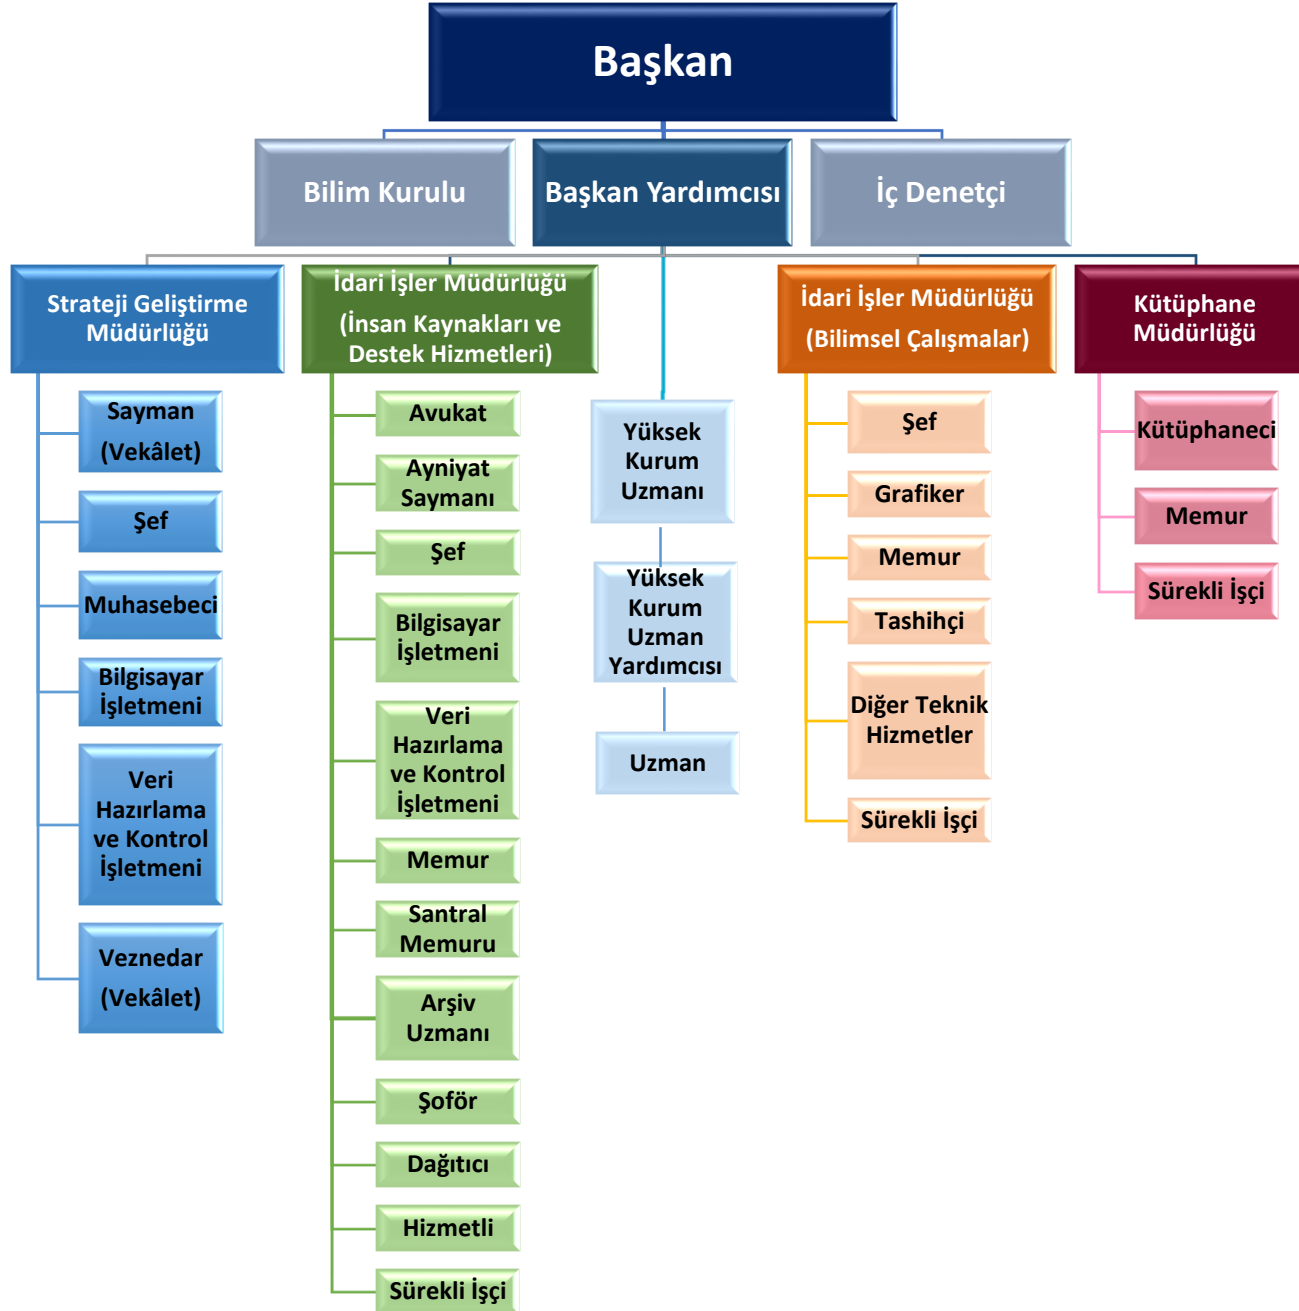 Başkan
Bilim Kurulu
Başkan Yardımcısı
İç Denetçi
Strateji Geliştirme
Müdürlüğü
Sayman
(Vekâlet)
Şef
Muhasebeci
Bilgisayar
İşletmeni
Veri
Hazırlama
ve Kontrol
İşletmeni
Veznedar
(Vekâlet)
İdari İşler Müdürlüğü
(İnsan Kaynakları ve
Destek Hizmetleri)
Avukat
Ayniyat
Saymanı
Şef
Bilgisayar
İşletmeni
Veri
Hazırlama
ve Kontrol
İşletmeni
Memur
Santral
Memuru
Arşiv
Uzmanı
Şoför
Dağıtıcı
Hizmetli
Sürekli İşçi
Yüksek
Kurum
Uzmanı
Yüksek
Kurum
Uzman
Yardımcısı
Uzman
İdari İşler Müdürlüğü
(Bilimsel Çalışmalar)
Şef
Grafiker
Memur
Tashihçi
Diğer Teknik
Hizmetler
Sürekli İşçi
Kütüphane
Müdürlüğü
Kütüphaneci
Memur
Sürekli İşçi